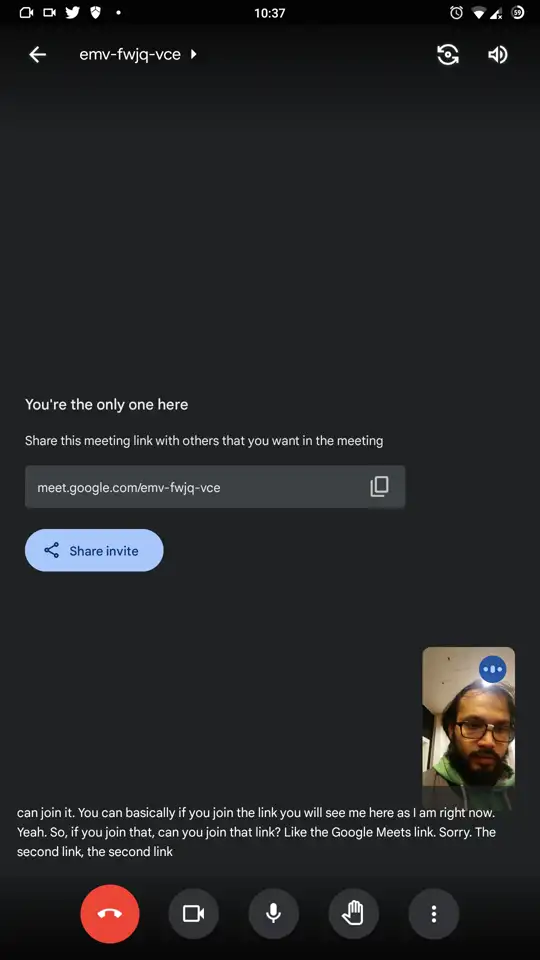 10:37
59
emv-fwjq-vce
You're the only one here
Share this meeting link with others that you want in the meeting
meet.google.com/emv-fwjq-vce
Share invite
can join it. You can basically if you join the link you will see me here as I am right now.
Yeah. So, if you join that, can you join that link? Like the Google Meets link. Sorry. The
second link, the second link